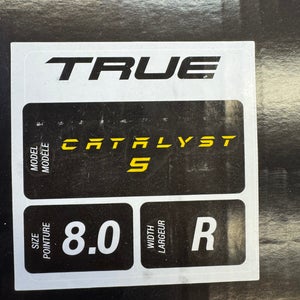 TRUE
MODEL
MODÈLE
CATALYST
5
SIZE
POINTURE
8.0
WIDTH
LARGEUR
R